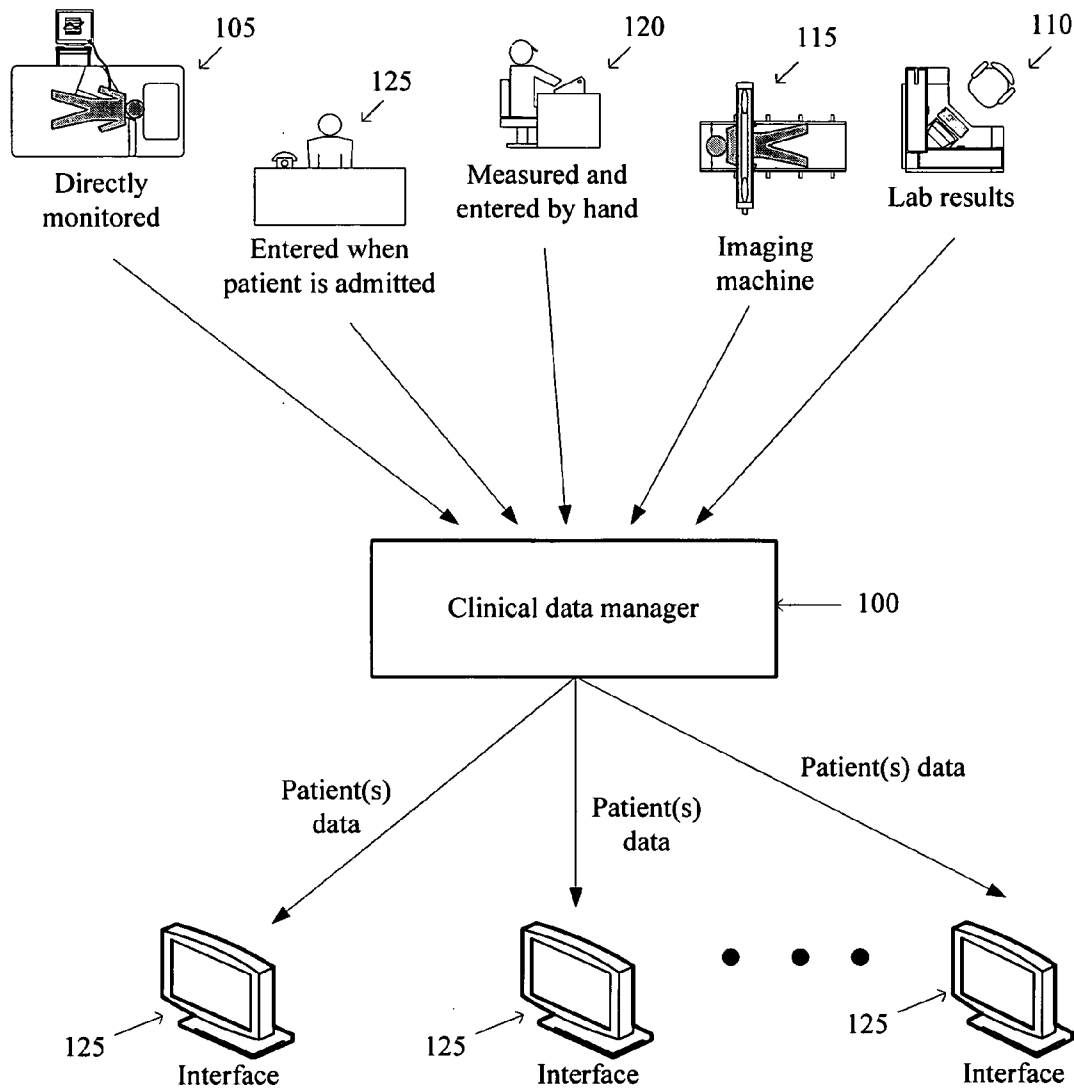 105
125
120
115
110
Directly
monitored
Entered when
patient is admitted
Measured and
entered by hand
Imaging
machine
Lab results
Clinical data manager
100
Patient(s)
data
Patient(s)
data
Patient(s) data
125
Interface
125
Interface
125
Interface